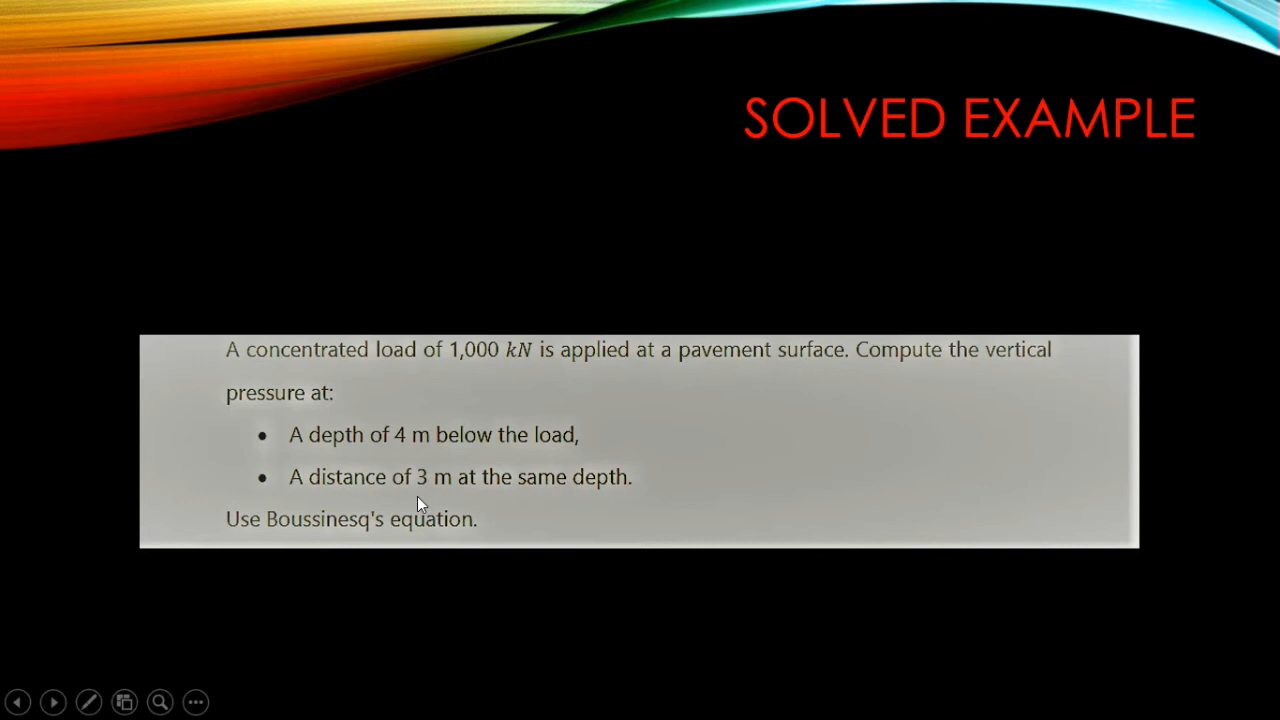 SOLVED EXAMPLE
A concentrated load of 1,000 kN is applied at a pavement surface. Compute the vertical
pressure at:
• A depth of 4 m below the load,
• A distance of 3 m at the same depth.
Use Boussinesq's equation.